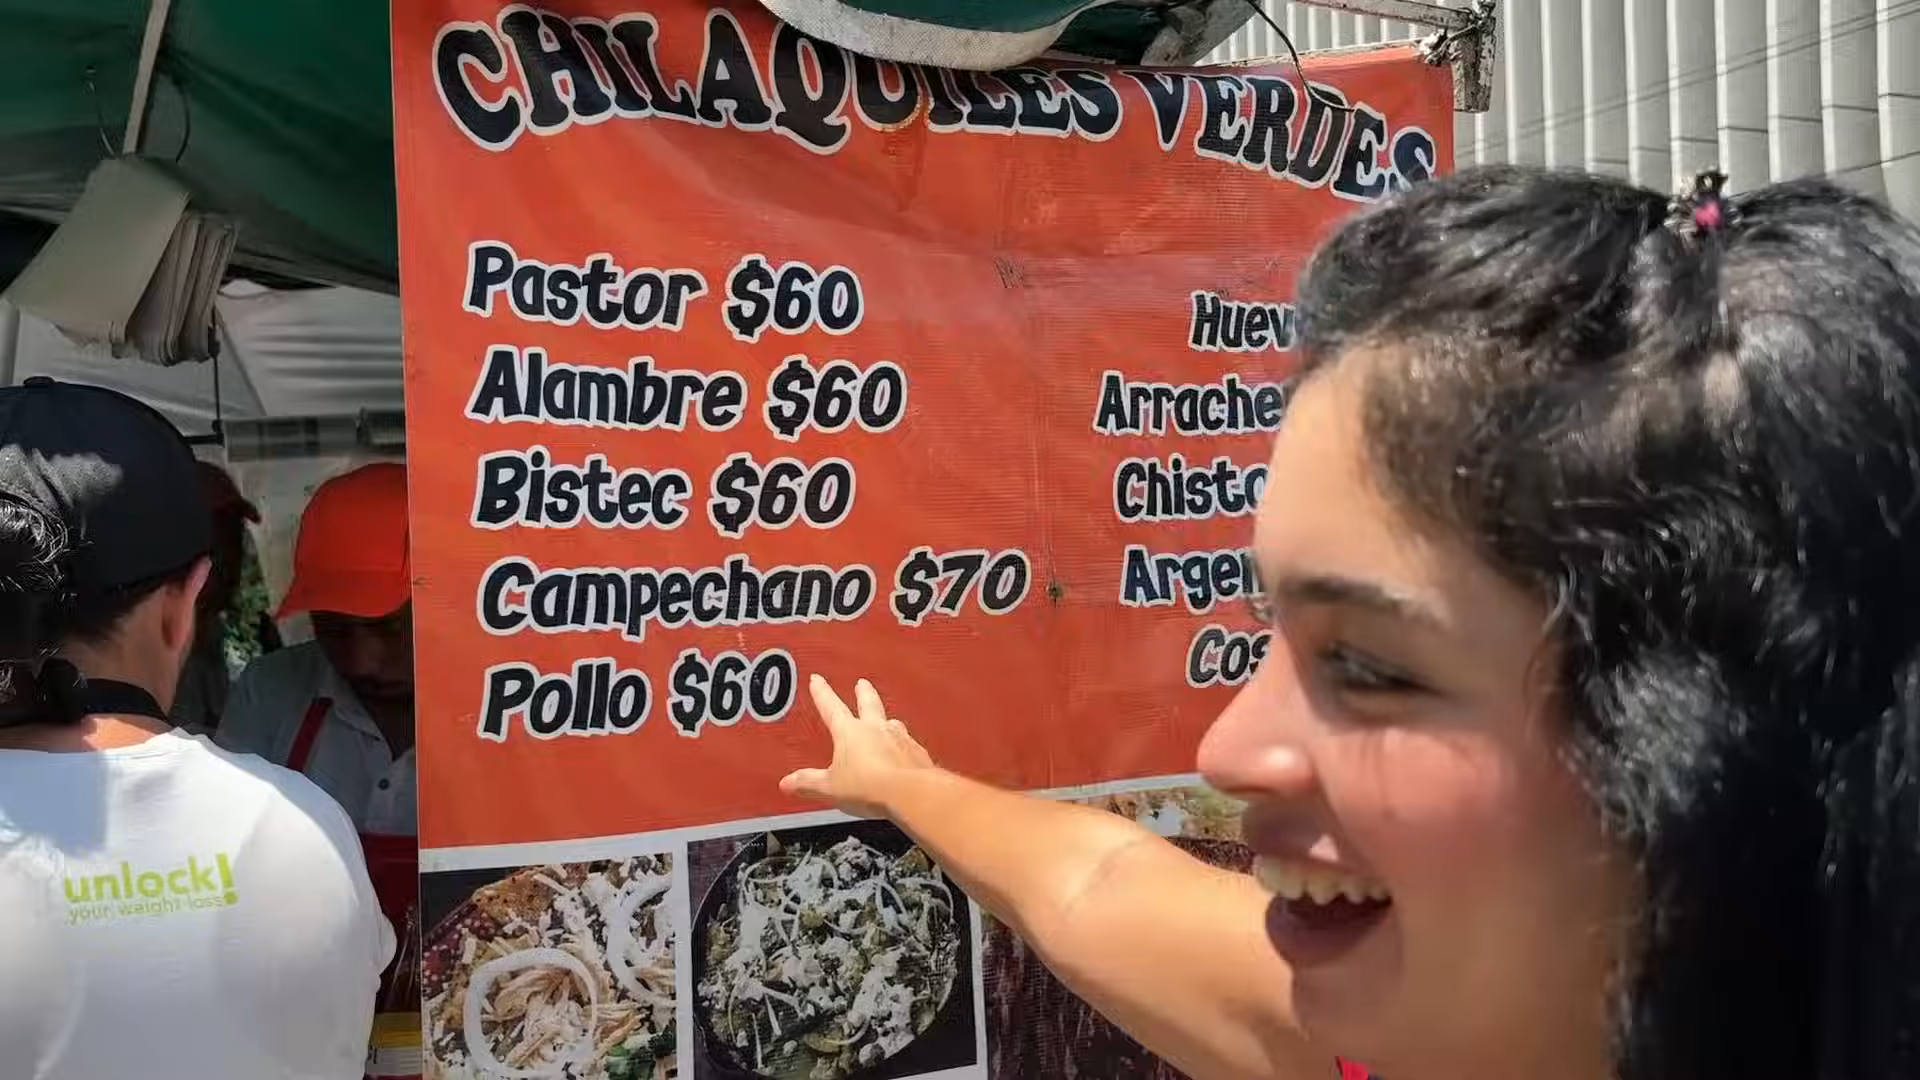 CHILAQUILES VERDES
Pastor $60
Alambre $60
Bistec $60
Campechano $70
Pollo $60
Huev
Arrache
Chisto
Argen
Cos
unlock!
your weight loss